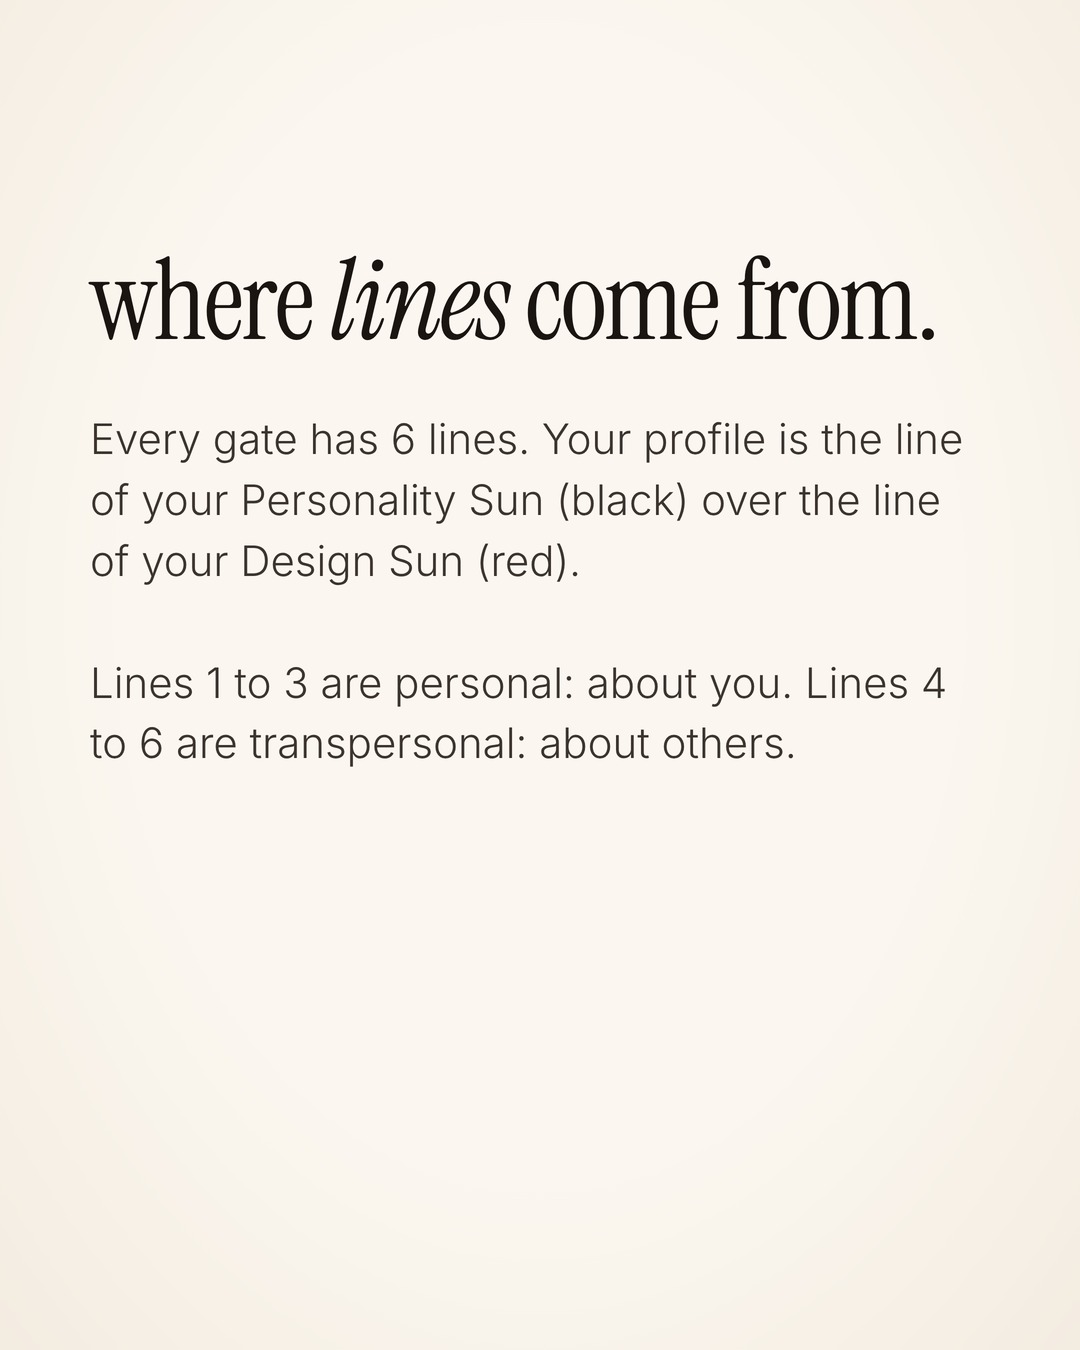 where lines come from.
Every gate has 6 lines. Your profile is the line
of your Personality Sun (black) over the line
of your Design Sun (red).
Lines 1 to 3 are personal: about you. Lines 4
to 6 are transpersonal: about others.